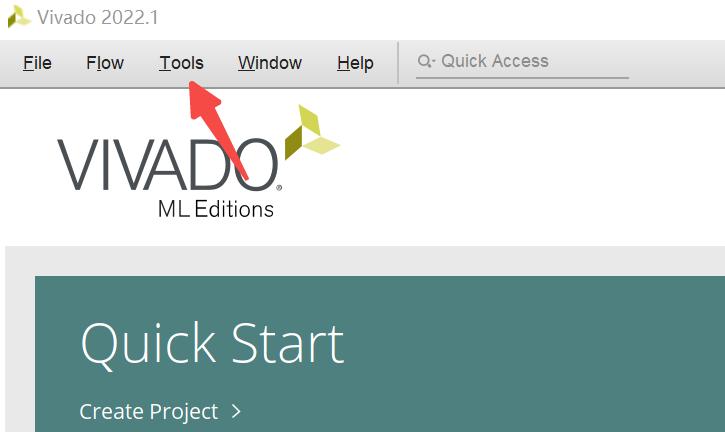 Vivado 2022.1
File Flow Tools Window Help Quick Access
VIVADO®
ML Editions
Quick Start
Create Project >